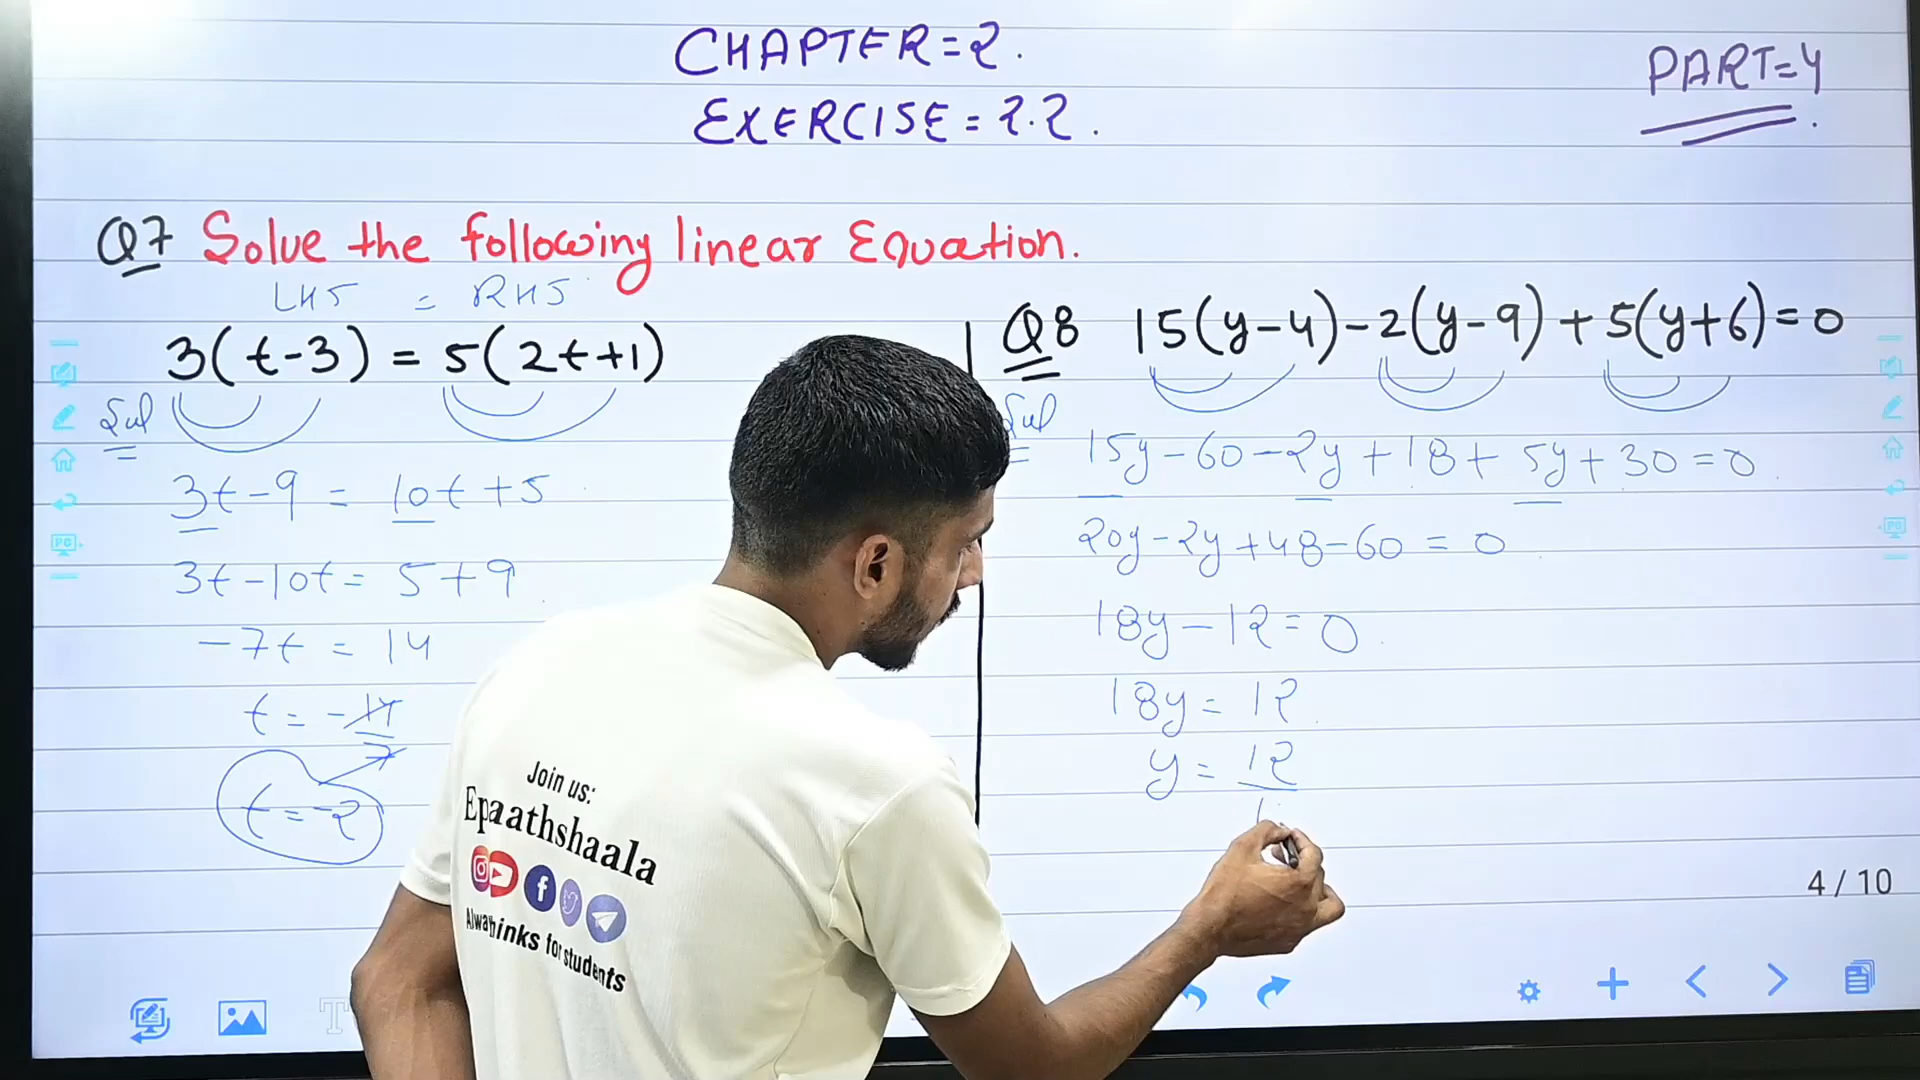 CHAPTER=2.
EXERCISE=2.2.
PART=4
Q7 Solve the following linear Equation.
LHS = RHS
3(t-3) = 5(2t+1)
Sol
3t-9 = 10t+5
3t-10t= 5+9
-7t = 14
t = -14
7
t = -2
Q8 15(y-4)-2(y-9)+5(y+6)=0
Sol
15y-60-2y+18+5y+30=0
20y-2y+48-60=0
18y-12=0
18y=12
y=12
1
4/10
Join us:
Epaathshaala
for students